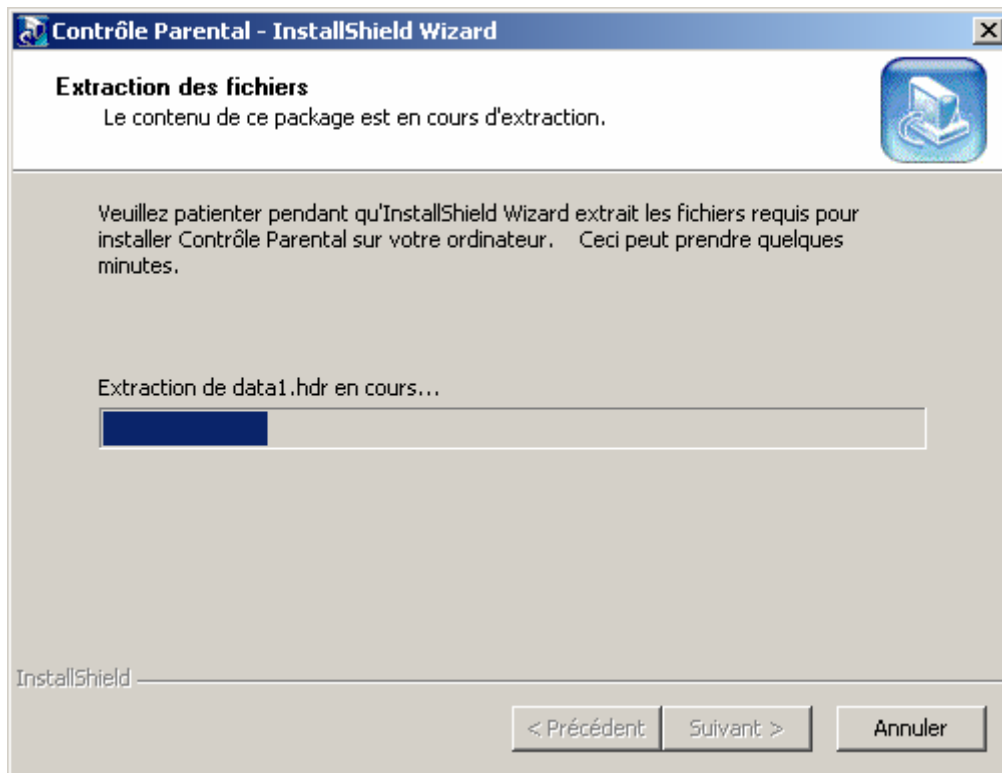 Contrôle Parental - InstallShield Wizard
Extraction des fichiers
Le contenu de ce package est en cours d'extraction.
Veuillez patienter pendant qu'InstallShield Wizard extrait les fichiers requis pour
installer Contrôle Parental sur votre ordinateur. Ceci peut prendre quelques
minutes.
Extraction de data1.hdr en cours...
InstallShield
< Précédent Suivant > Annuler